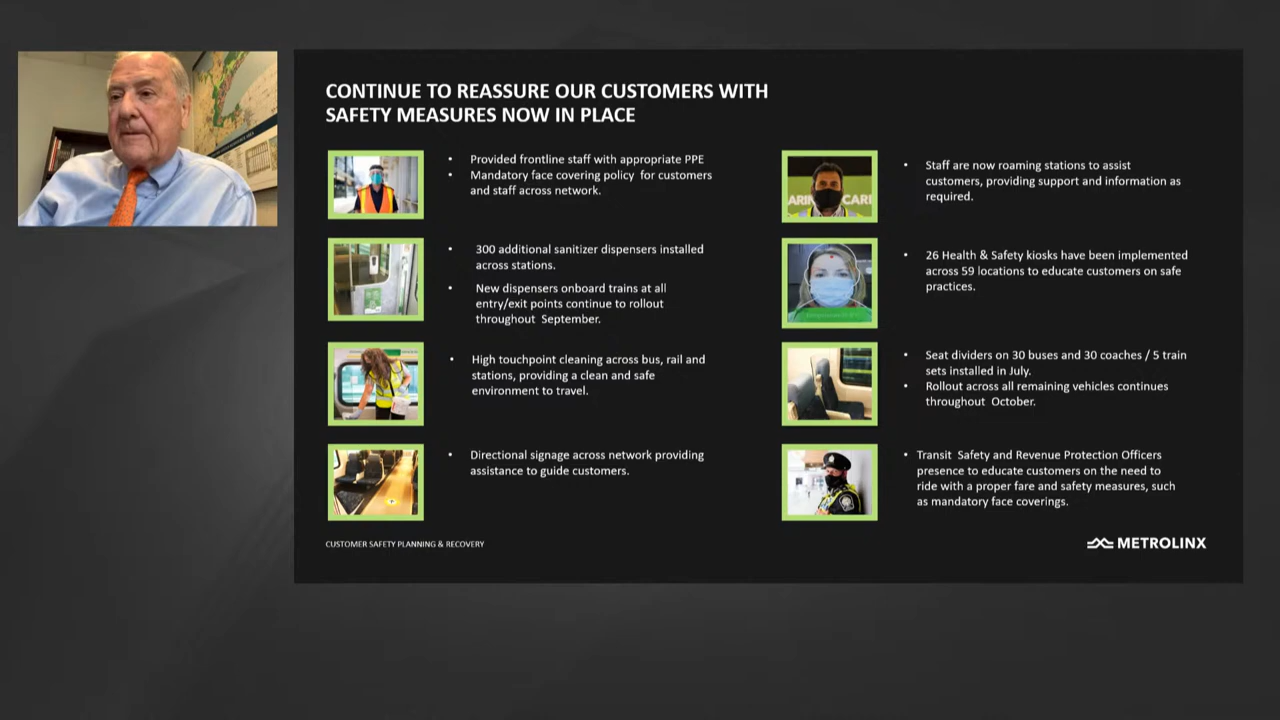 CONTINUE TO REASSURE OUR CUSTOMERS WITH
SAFETY MEASURES NOW IN PLACE
• Provided frontline staff with appropriate PPE
• Mandatory face covering policy for customers
and staff across network.
• 300 additional sanitizer dispensers installed
across stations.
• New dispensers onboard trains at all
entry/exit points continue to rollout
throughout September.
• High touchpoint cleaning across bus, rail and
stations, providing a clean and safe
environment to travel.
• Directional signage across network providing
assistance to guide customers.
• Staff are now roaming stations to assist
customers, providing support and information as
required.
• 26 Health & Safety kiosks have been implemented
across 59 locations to educate customers on safe
practices.
• Seat dividers on 30 buses and 30 coaches / 5 train
sets installed in July.
• Rollout across all remaining vehicles continues
throughout October.
• Transit Safety and Revenue Protection Officers
presence to educate customers on the need to
ride with a proper fare and safety measures, such
as mandatory face coverings.
CUSTOMER SAFETY PLANNING & RECOVERY
METROLINX